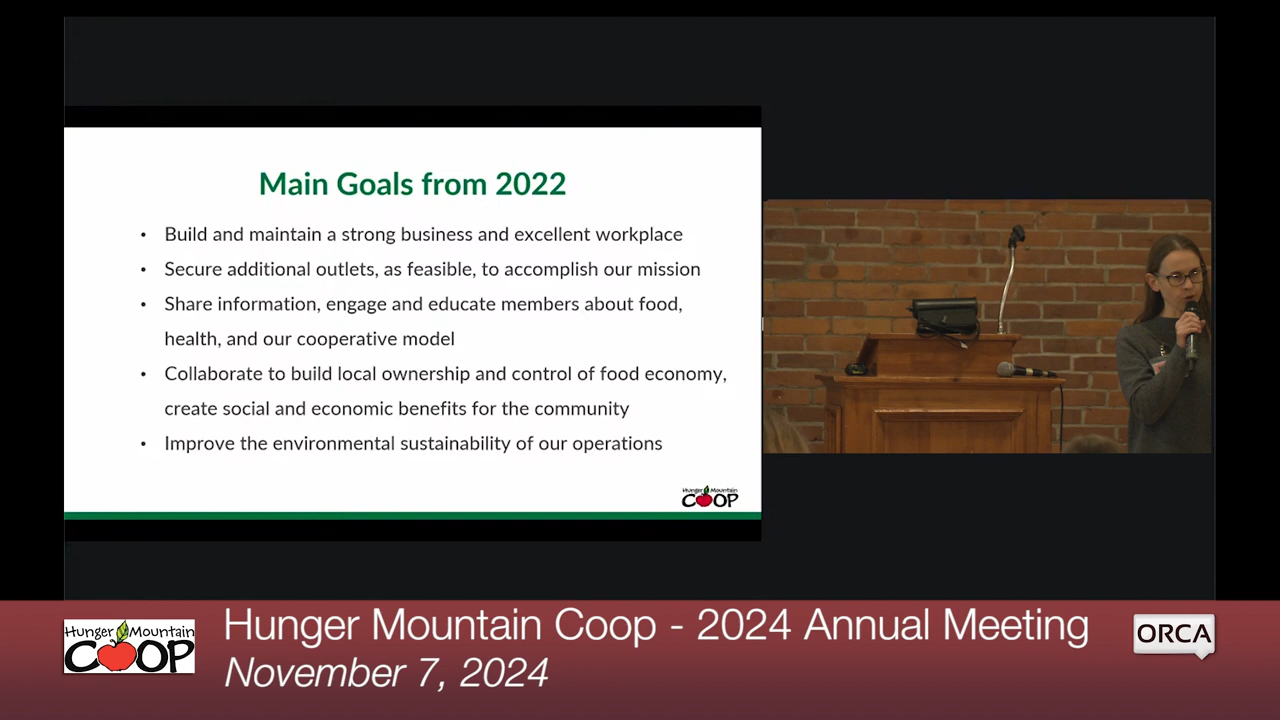 Main Goals from 2022
• Build and maintain a strong business and excellent workplace
• Secure additional outlets, as feasible, to accomplish our mission
• Share information, engage and educate members about food,
health, and our cooperative model
• Collaborate to build local ownership and control of food economy,
create social and economic benefits for the community
• Improve the environmental sustainability of our operations
Hunger Mountain
COOP
Hunger Mountain
COOP
Hunger Mountain Coop - 2024 Annual Meeting
November 7, 2024
ORCA